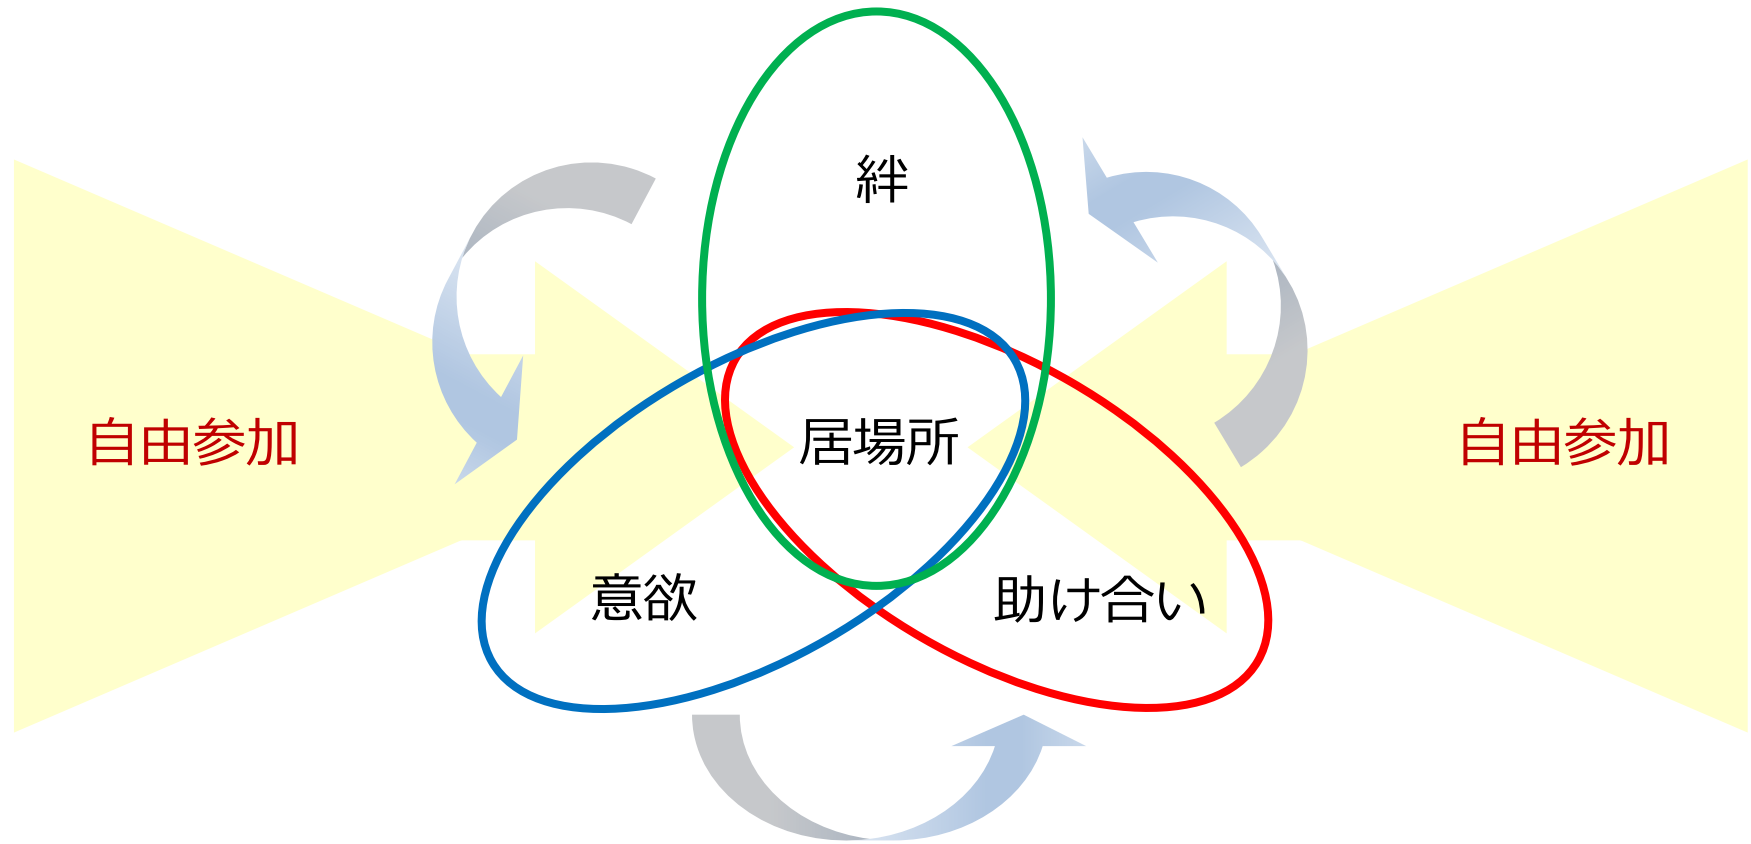 絆
自由参加
居場所
自由参加
意欲
助け合い